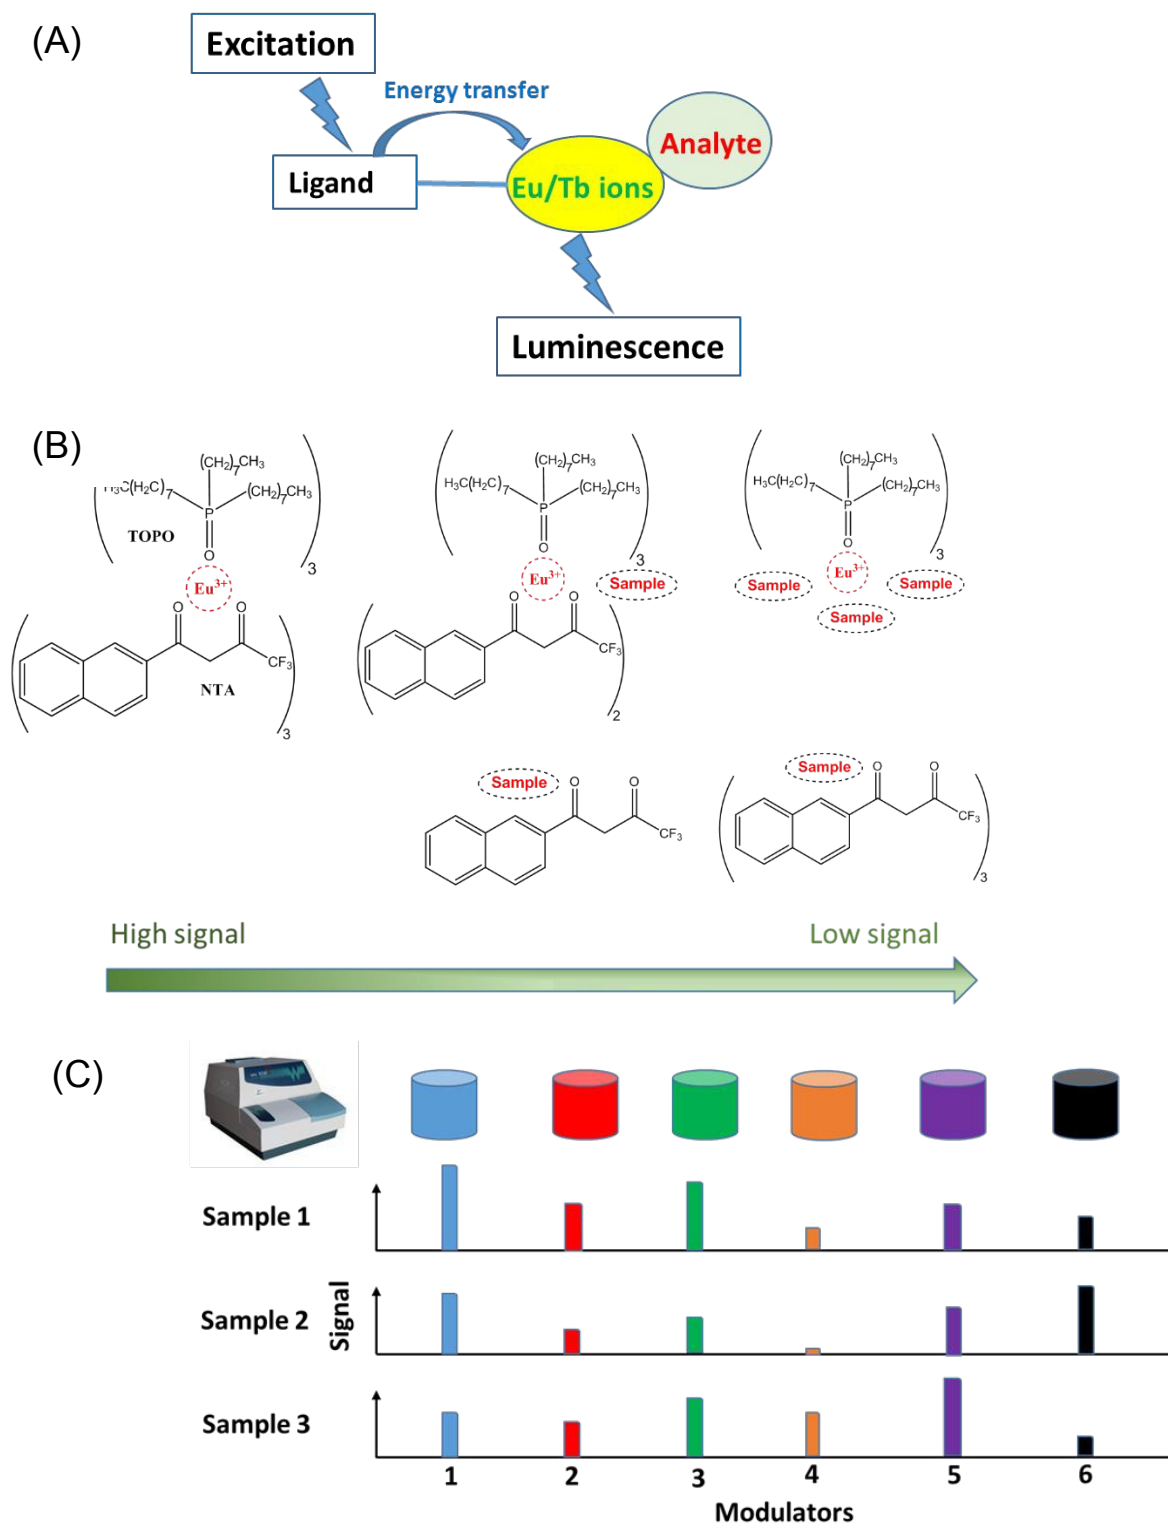 (A)
Excitation
Energy transfer
Analyte
Ligand
Eu/Tb ions
Luminescence
(B)
(CH2)7CH3
H3C(H2C)7
(CH2)7CH3
P
TOPO
O
3
Eu3+
O
O
CF3
NTA
3
(CH2)7CH3
H3C(H2C)7
(CH2)7CH3
P
O
3
Eu3+
Sample
O
O
CF3
2
Sample
O
O
CF3
(CH2)7CH3
H3C(H2C)7
(CH2)7CH3
P
O
3
Eu3+
Sample
Sample
Sample
Sample
O
O
CF3
3
High signal
Low signal
(C)
Sample 1
Sample 2
Signal
Sample 3
1 2 3 4 5 6
Modulators